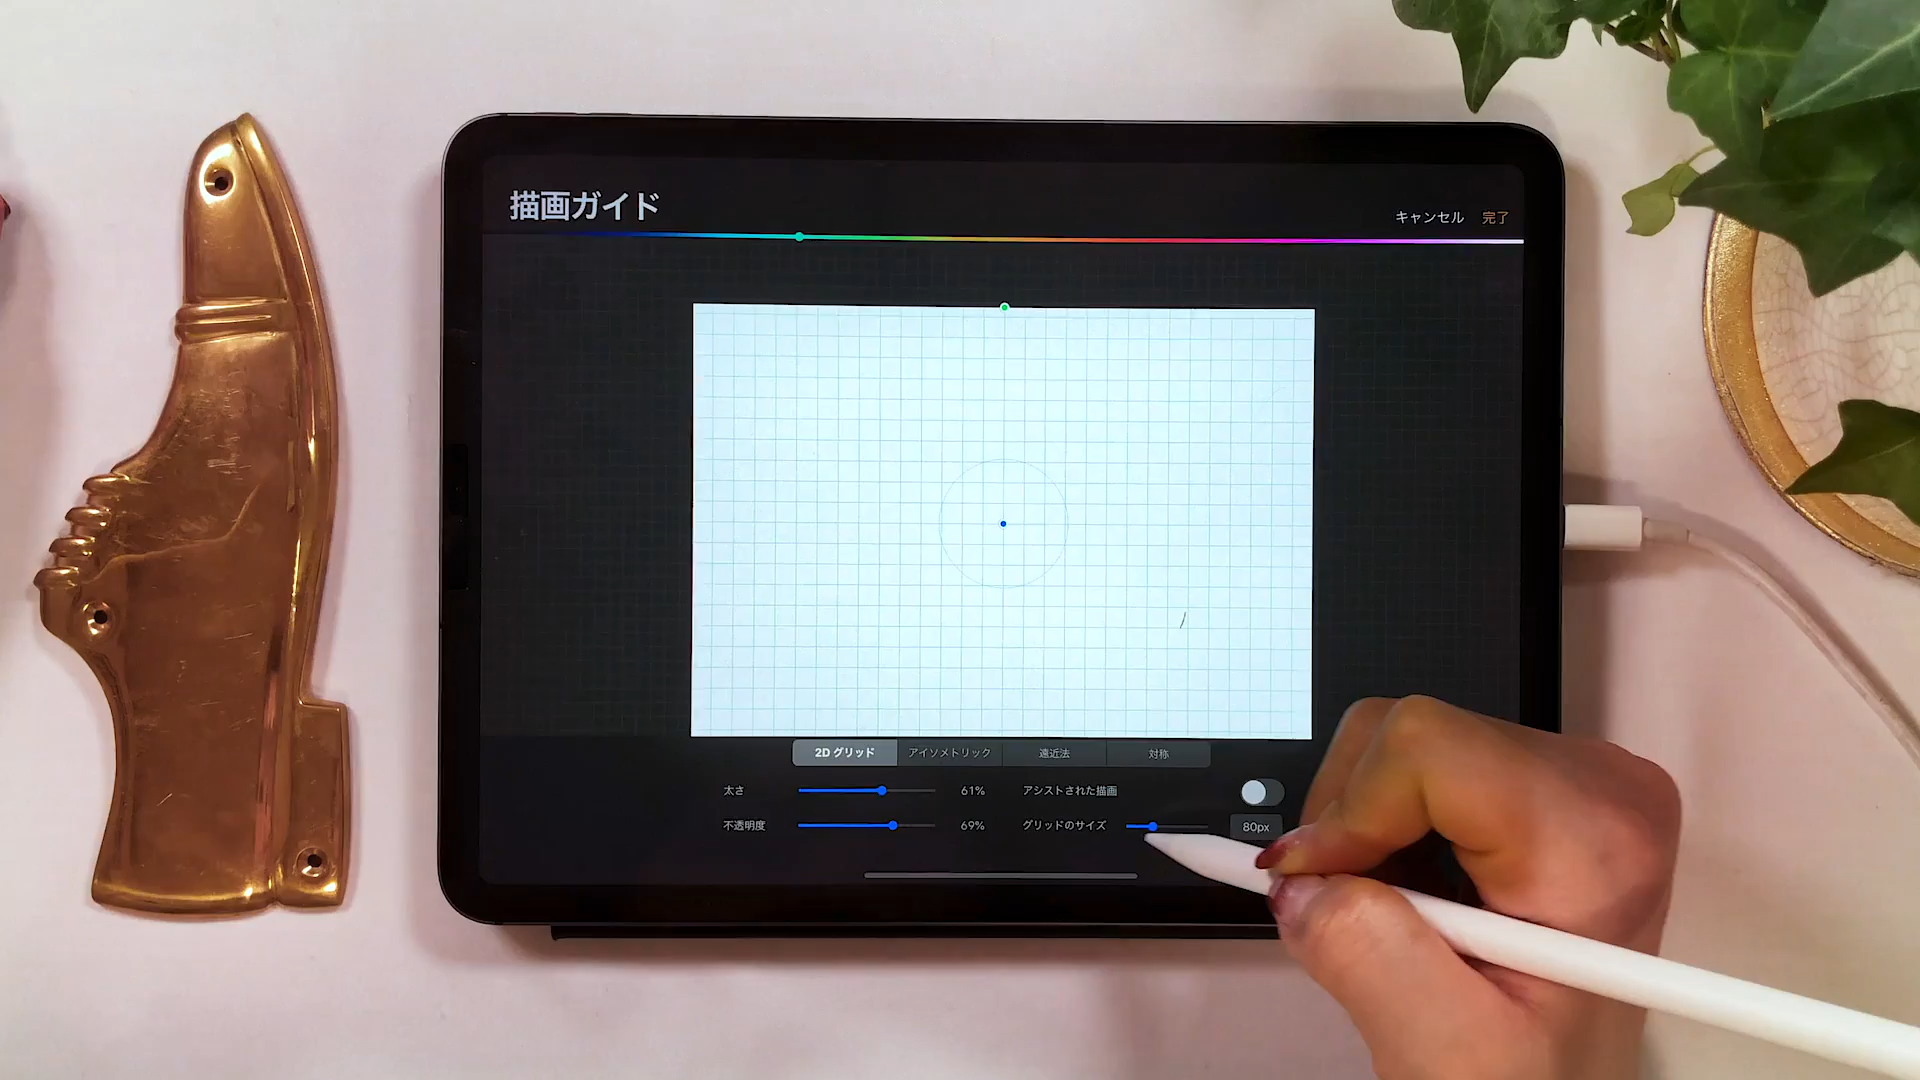 描画ガイド
キャンセル 完了
2D グリッド アイソメトリック 遠近法 対称
太さ 61% アシストされた描画
不透明度 69% グリッドのサイズ 80px